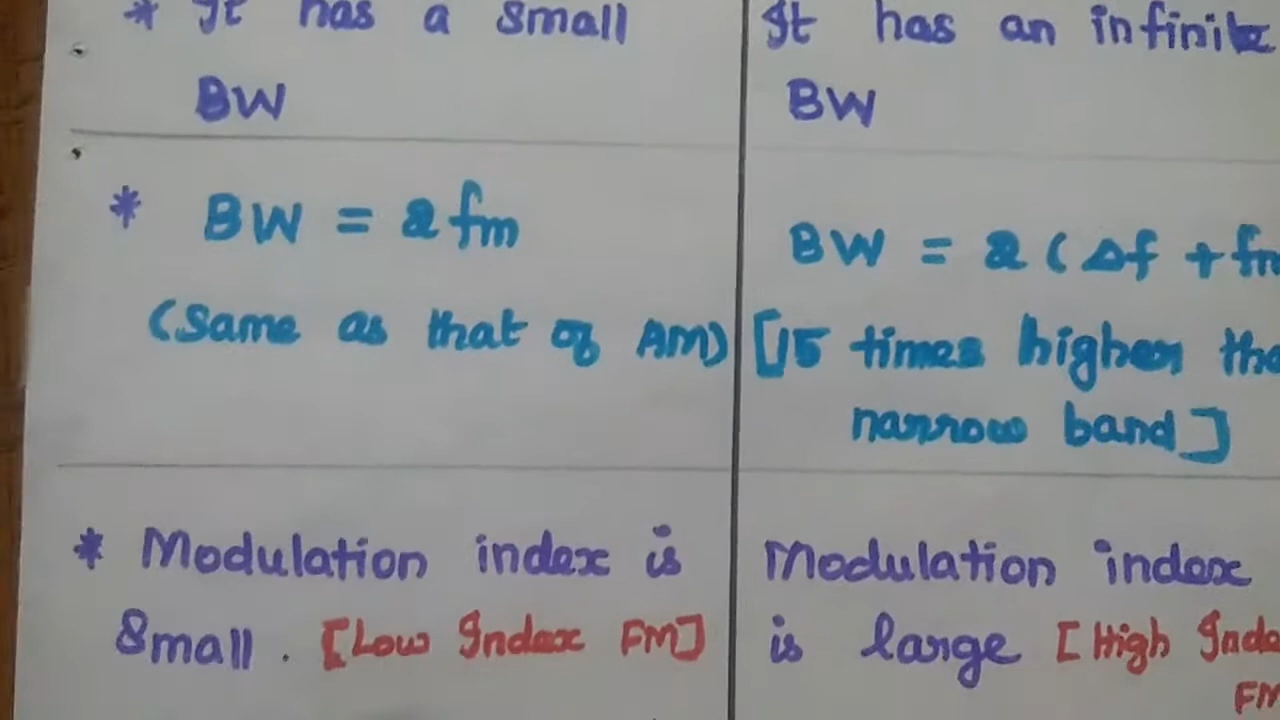 * It has a small
BW
* BW = 2fm
(Same as that of AM)
* Modulation index is
Small. [Low Index FM]
It has an infinite
BW
BW = 2(Δf + fm
[15 times higher
narrow band]
Modulation index
is large [High
FM